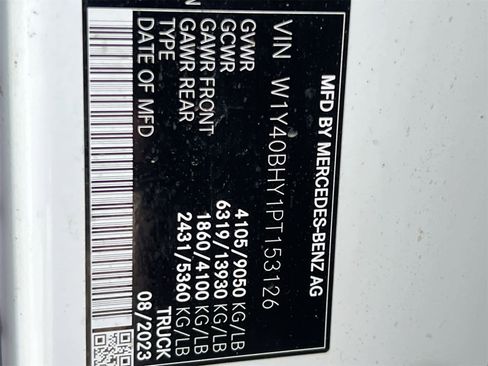 MFD BY MERCEDES-BENZ AG
VIN W1Y40BHY1PT153126
GVWR 4105/9050 KG/LB
GCWR 6319/13930 KG/LB
GAWR FRONT 1860/4100 KG/LB
GAWR-REAR 2431/5360 KG/LB
TYPE TRUCK
DATE OF MFD 08/2023